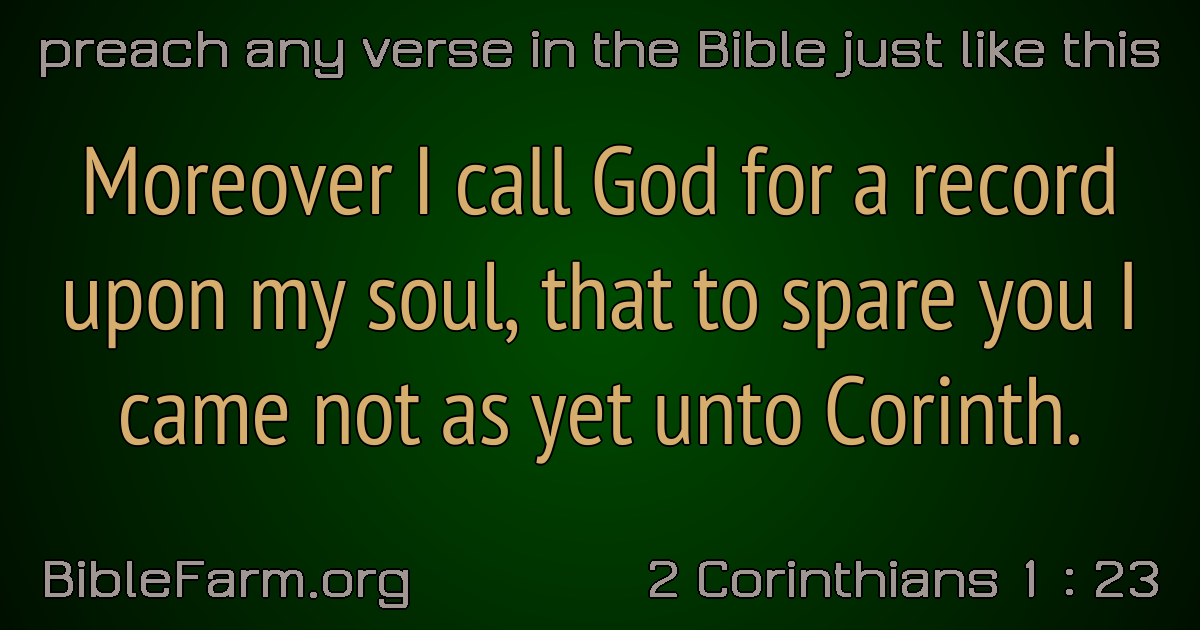 preach any verse in the Bible just like this
Moreover I call God for a record
upon my soul, that to spare you I
came not as yet unto Corinth.
BibleFarm.org
2 Corinthians 1 : 23